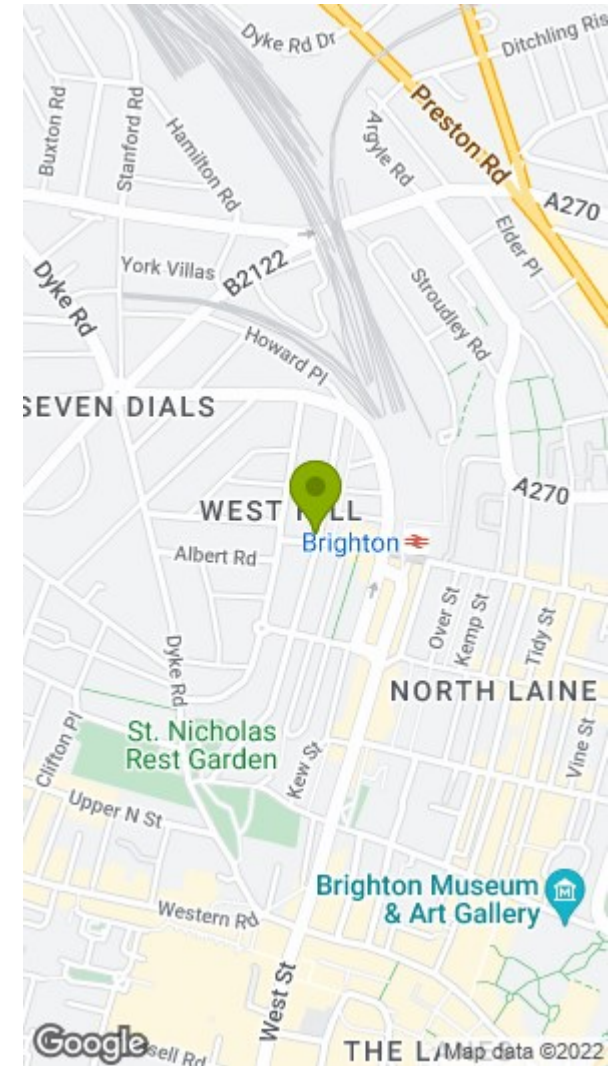 Dyke Rd Dr
Ditchling Ris
Buxton Rd
Stanford Rd
Hamilton Rd
Argyle Rd
Preston Rd
A270
Elder Pl
York Villas
B2122
Dyke Rd
Stroudley Rd
Howard Pl
SEVEN DIALS
A270
WEST
Brighton
Albert Rd
Over St
Kemp St
Tidy St
Dyke Rd
NORTH LAINE
St. Nicholas
Rest Garden
Clifton Pl
Kew St
Vine St
Upper N St
Brighton Museum
& Art Gallery
M
Western Rd
West St
Google
sell Rd
THE
Map data ©2022